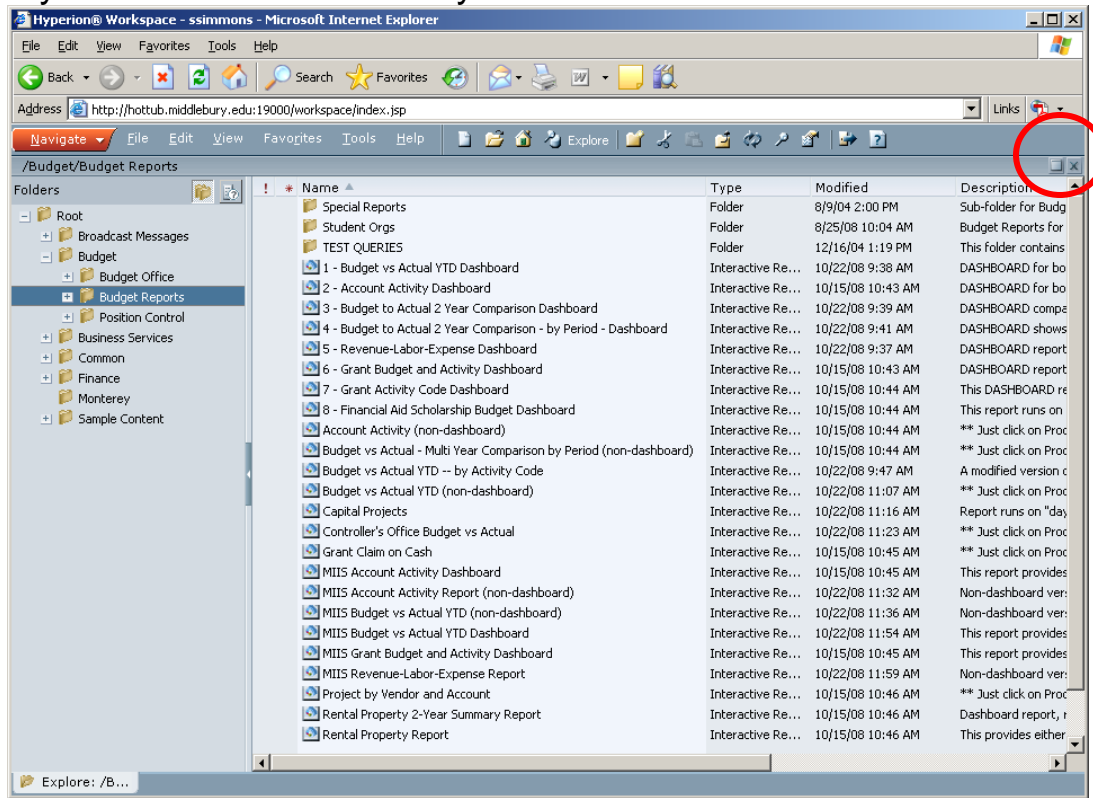 Hyperion® Workspace - ssimmons - Microsoft Internet Explorer
File Edit View Favorites Tools Help
Back Search Favorites
Address http://hottub.middlebury.edu:19000/workspace/index.jsp Links
Navigate File Edit View Favorites Tools Help Explore
/Budget/Budget Reports
Folders ! * Name Type Modified Description
Root
Broadcast Messages
Budget
Budget Office
Budget Reports
Position Control
Business Services
Common
Finance
Monterey
Sample Content
Special Reports Folder 8/9/04 2:00 PM Sub-folder for Budg
Student Orgs Folder 8/25/08 10:04 AM Budget Reports for
TEST QUERIES Folder 12/16/04 1:19 PM This folder contains
1 - Budget vs Actual YTD Dashboard Interactive Re... 10/22/08 9:38 AM DASHBOARD for bo
2 - Account Activity Dashboard Interactive Re... 10/15/08 10:43 AM DASHBOARD for bo
3 - Budget to Actual 2 Year Comparison Dashboard Interactive Re... 10/22/08 9:39 AM DASHBOARD compa
4 - Budget to Actual 2 Year Comparison - by Period - Dashboard Interactive Re... 10/22/08 9:41 AM DASHBOARD shows
5 - Revenue-Labor-Expense Dashboard Interactive Re... 10/22/08 9:37 AM DASHBOARD report
6 - Grant Budget and Activity Dashboard Interactive Re... 10/15/08 10:43 AM DASHBOARD report
7 - Grant Activity Code Dashboard Interactive Re... 10/15/08 10:44 AM This DASHBOARD re
8 - Financial Aid Scholarship Budget Dashboard Interactive Re... 10/15/08 10:44 AM This report runs on
Account Activity (non-dashboard) Interactive Re... 10/15/08 10:44 AM ** Just click on Proc
Budget vs Actual - Multi Year Comparison by Period (non-dashboard) Interactive Re... 10/15/08 10:44 AM ** Just click on Proc
Budget vs Actual YTD -- by Activity Code Interactive Re... 10/22/08 9:47 AM A modified version o
Budget vs Actual YTD (non-dashboard) Interactive Re... 10/22/08 11:07 AM ** Just click on Proc
Capital Projects Interactive Re... 10/22/08 11:16 AM Report runs on "day
Controller's Office Budget vs Actual Interactive Re... 10/22/08 11:23 AM ** Just click on Proc
Grant Claim on Cash Interactive Re... 10/15/08 10:45 AM ** Just click on Proc
MIIS Account Activity Dashboard Interactive Re... 10/15/08 10:45 AM This report provides
MIIS Account Activity Report (non-dashboard) Interactive Re... 10/22/08 11:32 AM Non-dashboard ver
MIIS Budget vs Actual YTD (non-dashboard) Interactive Re... 10/22/08 11:36 AM Non-dashboard ver
MIIS Budget vs Actual YTD Dashboard Interactive Re... 10/22/08 11:54 AM This report provides
MIIS Grant Budget and Activity Dashboard Interactive Re... 10/15/08 10:45 AM This report provides
MIIS Revenue-Labor-Expense Report Interactive Re... 10/22/08 11:59 AM Non-dashboard ver
Project by Vendor and Account Interactive Re... 10/15/08 10:46 AM ** Just click on Proc
Rental Property 2-Year Summary Report Interactive Re... 10/15/08 10:46 AM Dashboard report, r
Rental Property Report Interactive Re... 10/15/08 10:46 AM This provides either
Explore: /B...